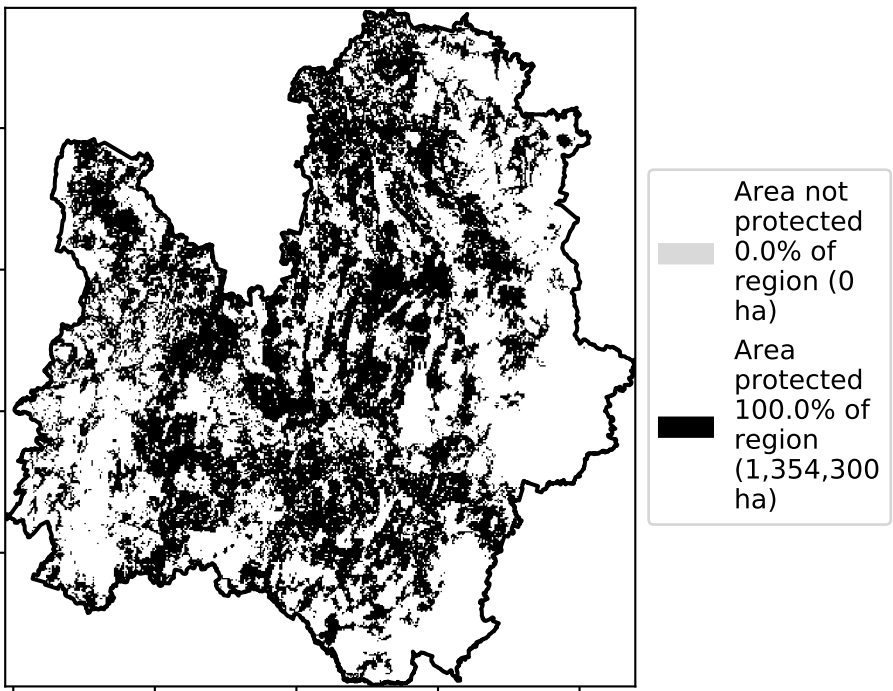 Area not
protected
0.0% of
region (0
ha)
Area
protected
100.0% of
region
(1,354,300
ha)